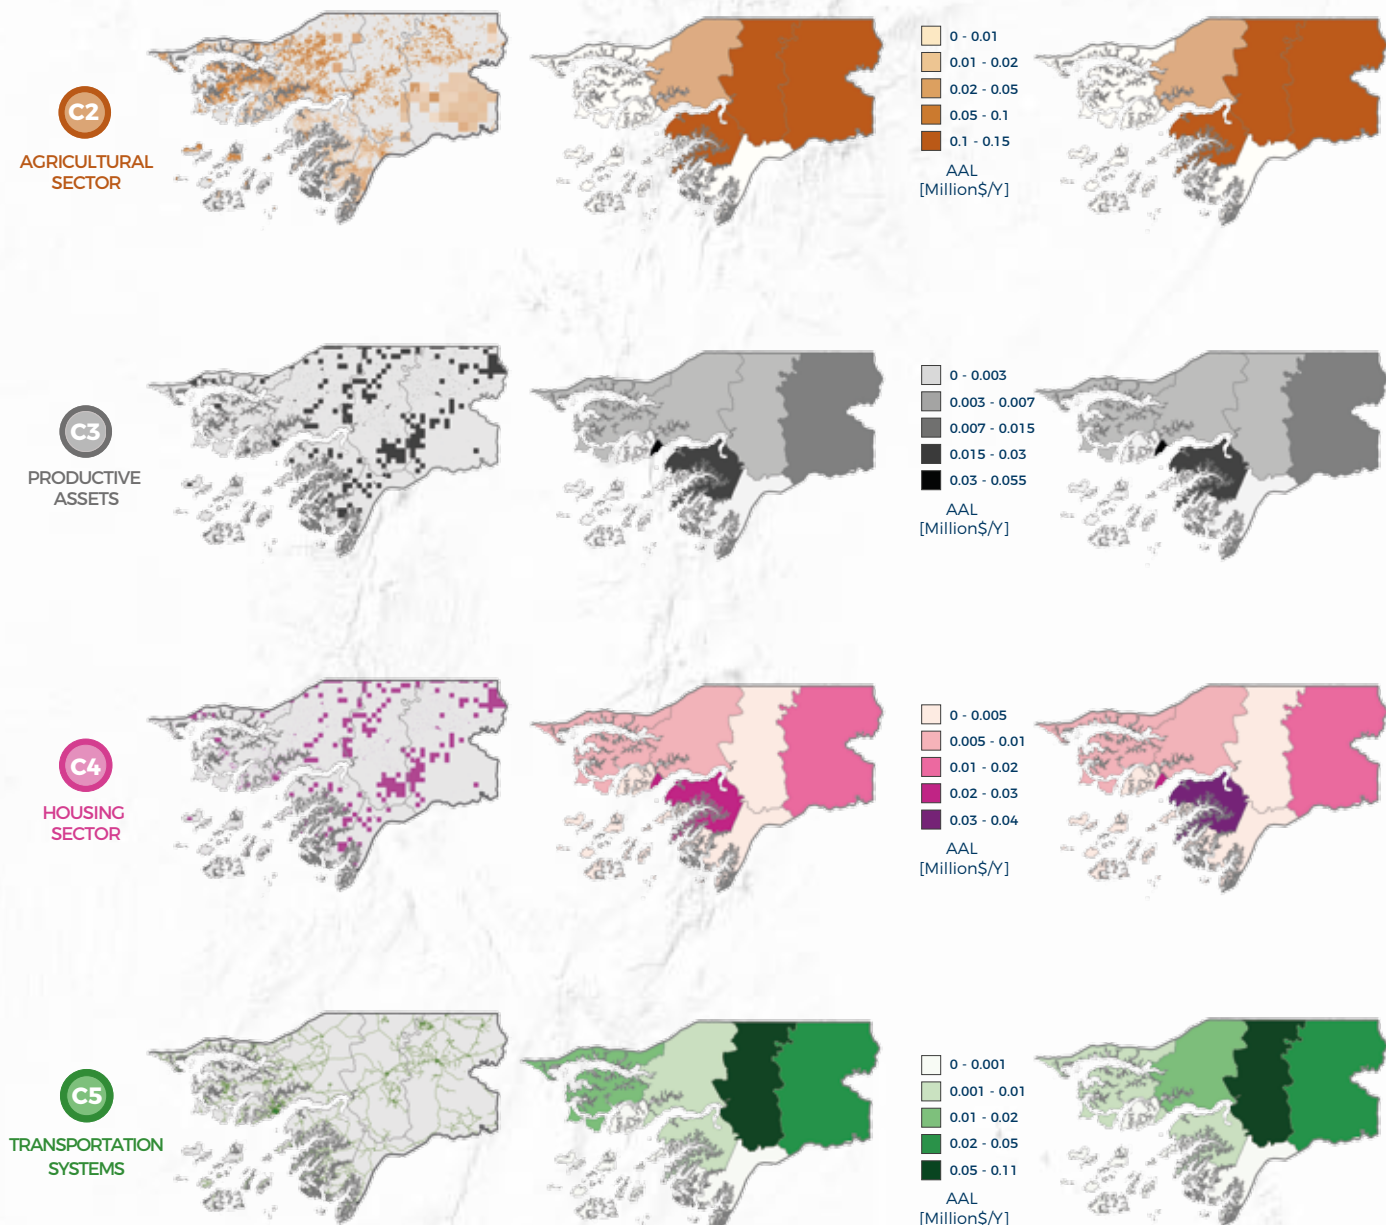 C2
AGRICULTURAL
SECTOR
0 - 0.01
0.01 - 0.02
0.02 - 0.05
0.05 - 0.1
0.1 - 0.15
AAL
[Million$/Y]
C3
PRODUCTIVE
ASSETS
0 - 0.003
0.003 - 0.007
0.007 - 0.015
0.015 - 0.03
0.03 - 0.055
AAL
[Million$/Y]
C4
HOUSING
SECTOR
0 - 0.005
0.005 - 0.01
0.01 - 0.02
0.02 - 0.03
0.03 - 0.04
AAL
[Million$/Y]
C5
TRANSPORTATION
SYSTEMS
0 - 0.001
0.001 - 0.01
0.01 - 0.02
0.02 - 0.05
0.05 - 0.11
AAL
[Million$/Y]